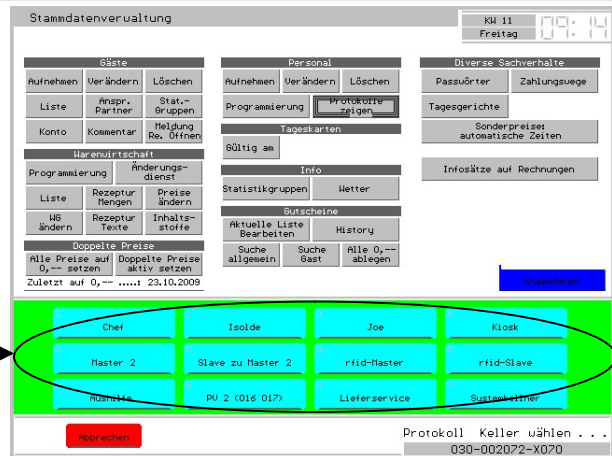 Stammdatenverwaltung
KW 11
Freitag
09:14
Gäste
Aufnehmen Verändern Löschen
Liste Anspr. Partner Stat.- Gruppen
Konto Kommentar Meldung Re. Öffnen
Warenwirtschaft
Programmierung Änderungs- dienst
Liste Rezeptur Mengen Preise ändern
WG ändern Rezeptur Texte Inhalts- stoffe
Doppelte Preise
Alle Preise auf 0,-- setzen Doppelte Preise aktiv setzen
Zuletzt auf 0,-- .....: 23.10.2009
Personal
Aufnehmen Verändern Löschen
Programmierung Protokolle zeigen
Tageskarten
Gültig am
Info
Statistikgruppen Wetter
Gutscheine
Aktuelle Liste Bearbeiten History
Suche allgemein Suche Gast Alle 0,-- ablegen
Diverse Sachverhalte
Passwörter Zahlungswege
Tagesgerichte
Sonderpreise: automatische Zeiten
Infosätze auf Rechnungen
Stammdaten
Chef Isolde Joe Kiosk
Master 2 Slave zu Master 2 rfid-Master rfid-Slave
Aushilfe PV 2 (016 017) Lieferservice Systemkellner
Abbrechen
Protokoll Keller wählen . . .
030-002072-X070